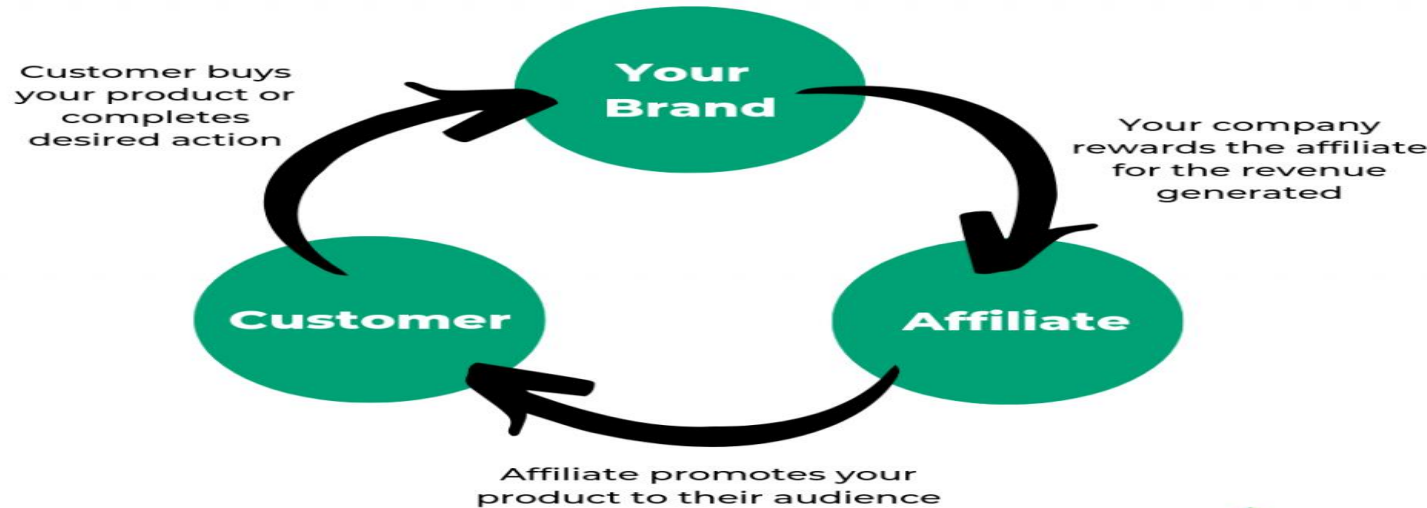 Your
Brand
Customer buys
your product or
completes
desired action
Your company
rewards the affiliate
for the revenue
generated
Customer
Affiliate
Affiliate promotes your
product to their audience